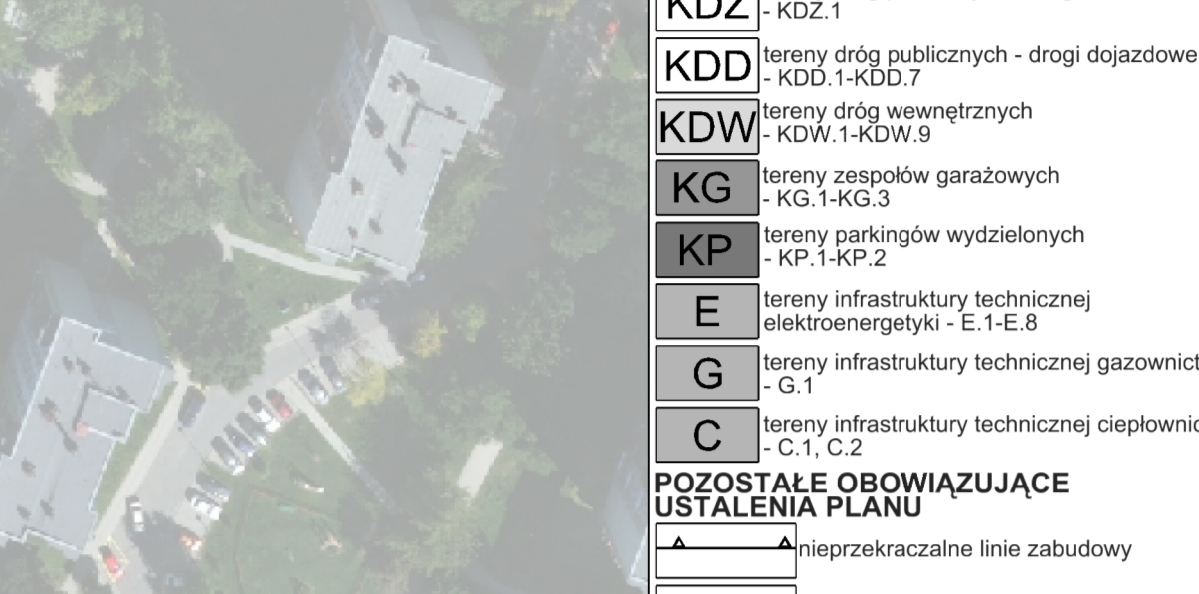 KDZ
- KDZ.1
KDD
tereny dróg publicznych - drogi dojazdowe
- KDD.1-KDD.7
KDW
tereny dróg wewnętrznych
- KDW.1-KDW.9
KG
tereny zespołów garażowych
- KG.1-KG.3
KP
tereny parkingów wydzielonych
- KP.1-KP.2
E
tereny infrastruktury technicznej
elektroenergetyki - E.1-E.8
G
tereny infrastruktury technicznej gazownict
- G.1
C
tereny infrastruktury technicznej ciepłownic
- C.1, C.2
POZOSTAŁE OBOWIĄZUJĄCE
USTALENIA PLANU
nieprzekraczalne linie zabudowy